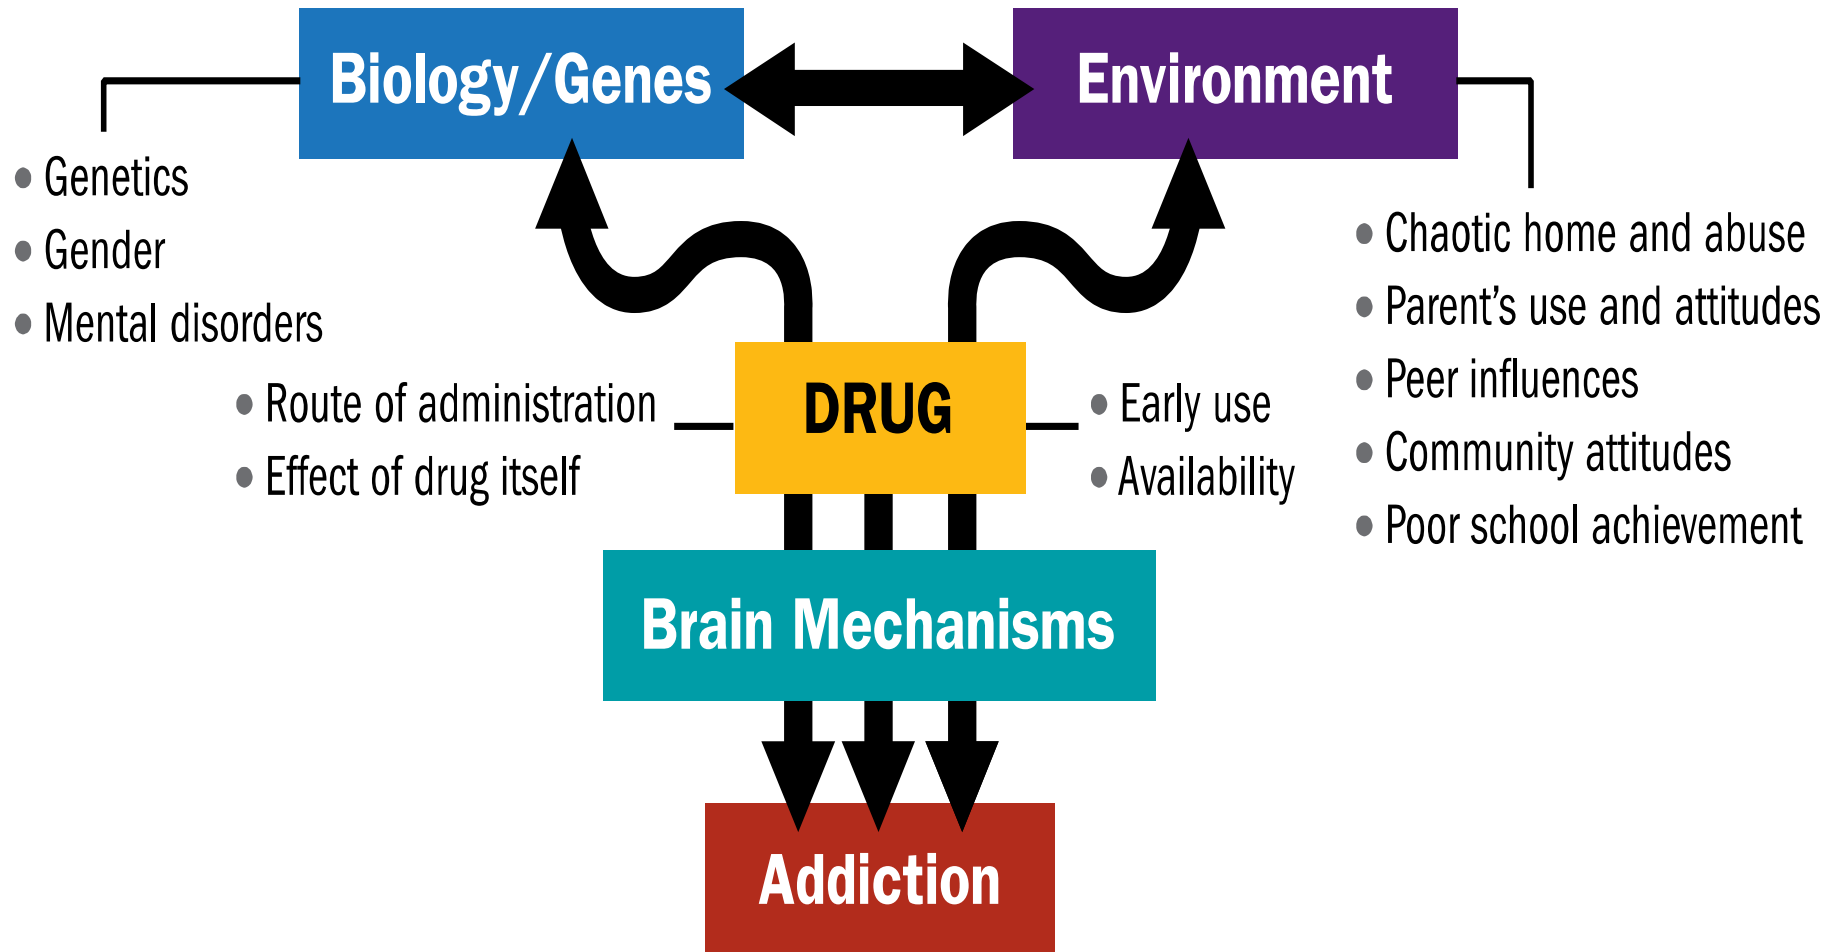 Biology/Genes
Environment
Genetics
Gender
Mental disorders
Chaotic home and abuse
Parent's use and attitudes
Peer influences
Community attitudes
Poor school achievement
Route of administration
Effect of drug itself
DRUG
Early use
Availability
Brain Mechanisms
Addiction